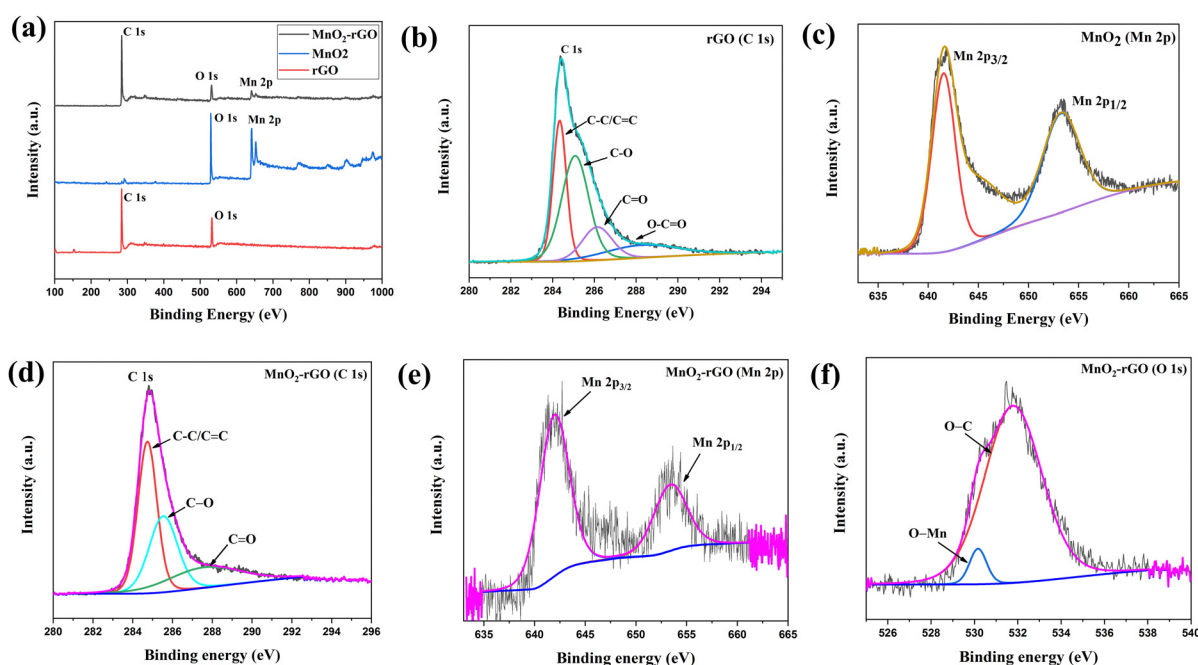 (a)
C 1s
O 1s
Mn 2p
MnO₂-rGO
MnO2
rGO
O 1s
Mn 2p
C 1s
O 1s
Intensity (a.u.)
100 200 300 400 500 600 700 800 900 1000
Binding Energy (eV)
(b)
rGO (C 1s)
C 1s
C-C/C=C
C-O
C=O
O-C=O
Intensity (a.u.)
280 282 284 286 288 290 292 294
Binding Energy (eV)
(c)
MnO₂ (Mn 2p)
Mn 2p3/2
Mn 2p1/2
Intensity (a.u.)
635 640 645 650 655 660 665
Binding Energy (eV)
(d)
MnO₂-rGO (C 1s)
C 1s
C-C/C=C
C–O
C=O
Intensity (a.u.)
280 282 284 286 288 290 292 294 296
Binding energy (eV)
(e)
MnO₂-rGO (Mn 2p)
Mn 2p3/2
Mn 2p1/2
Intensity (a.u.)
635 640 645 650 655 660 665
Binding energy (eV)
(f)
MnO₂-rGO (O 1s)
O–C
O–Mn
Intensity (a.u.)
526 528 530 532 534 536 538 540
Binding energy (eV)